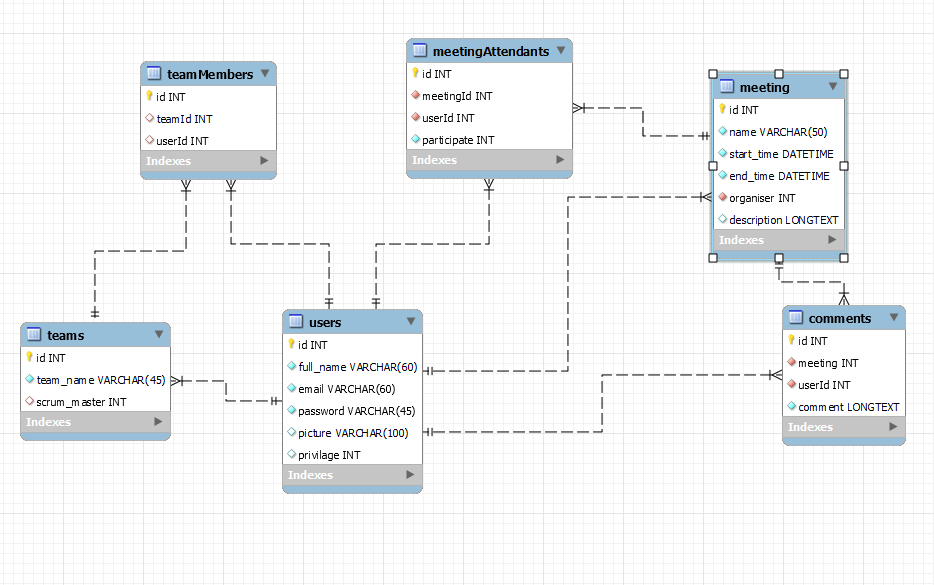 teamMembers
id INT
teamId INT
userId INT
Indexes
meetingAttendants
id INT
meetingId INT
userId INT
participate INT
Indexes
meeting
id INT
name VARCHAR(50)
start_time DATETIME
end_time DATETIME
organiser INT
description LONGTEXT
Indexes
teams
id INT
team_name VARCHAR(45)
scrum_master INT
Indexes
users
id INT
full_name VARCHAR(60)
email VARCHAR(60)
password VARCHAR(45)
picture VARCHAR(100)
privilage INT
Indexes
comments
id INT
meeting INT
userId INT
comment LONGTEXT
Indexes